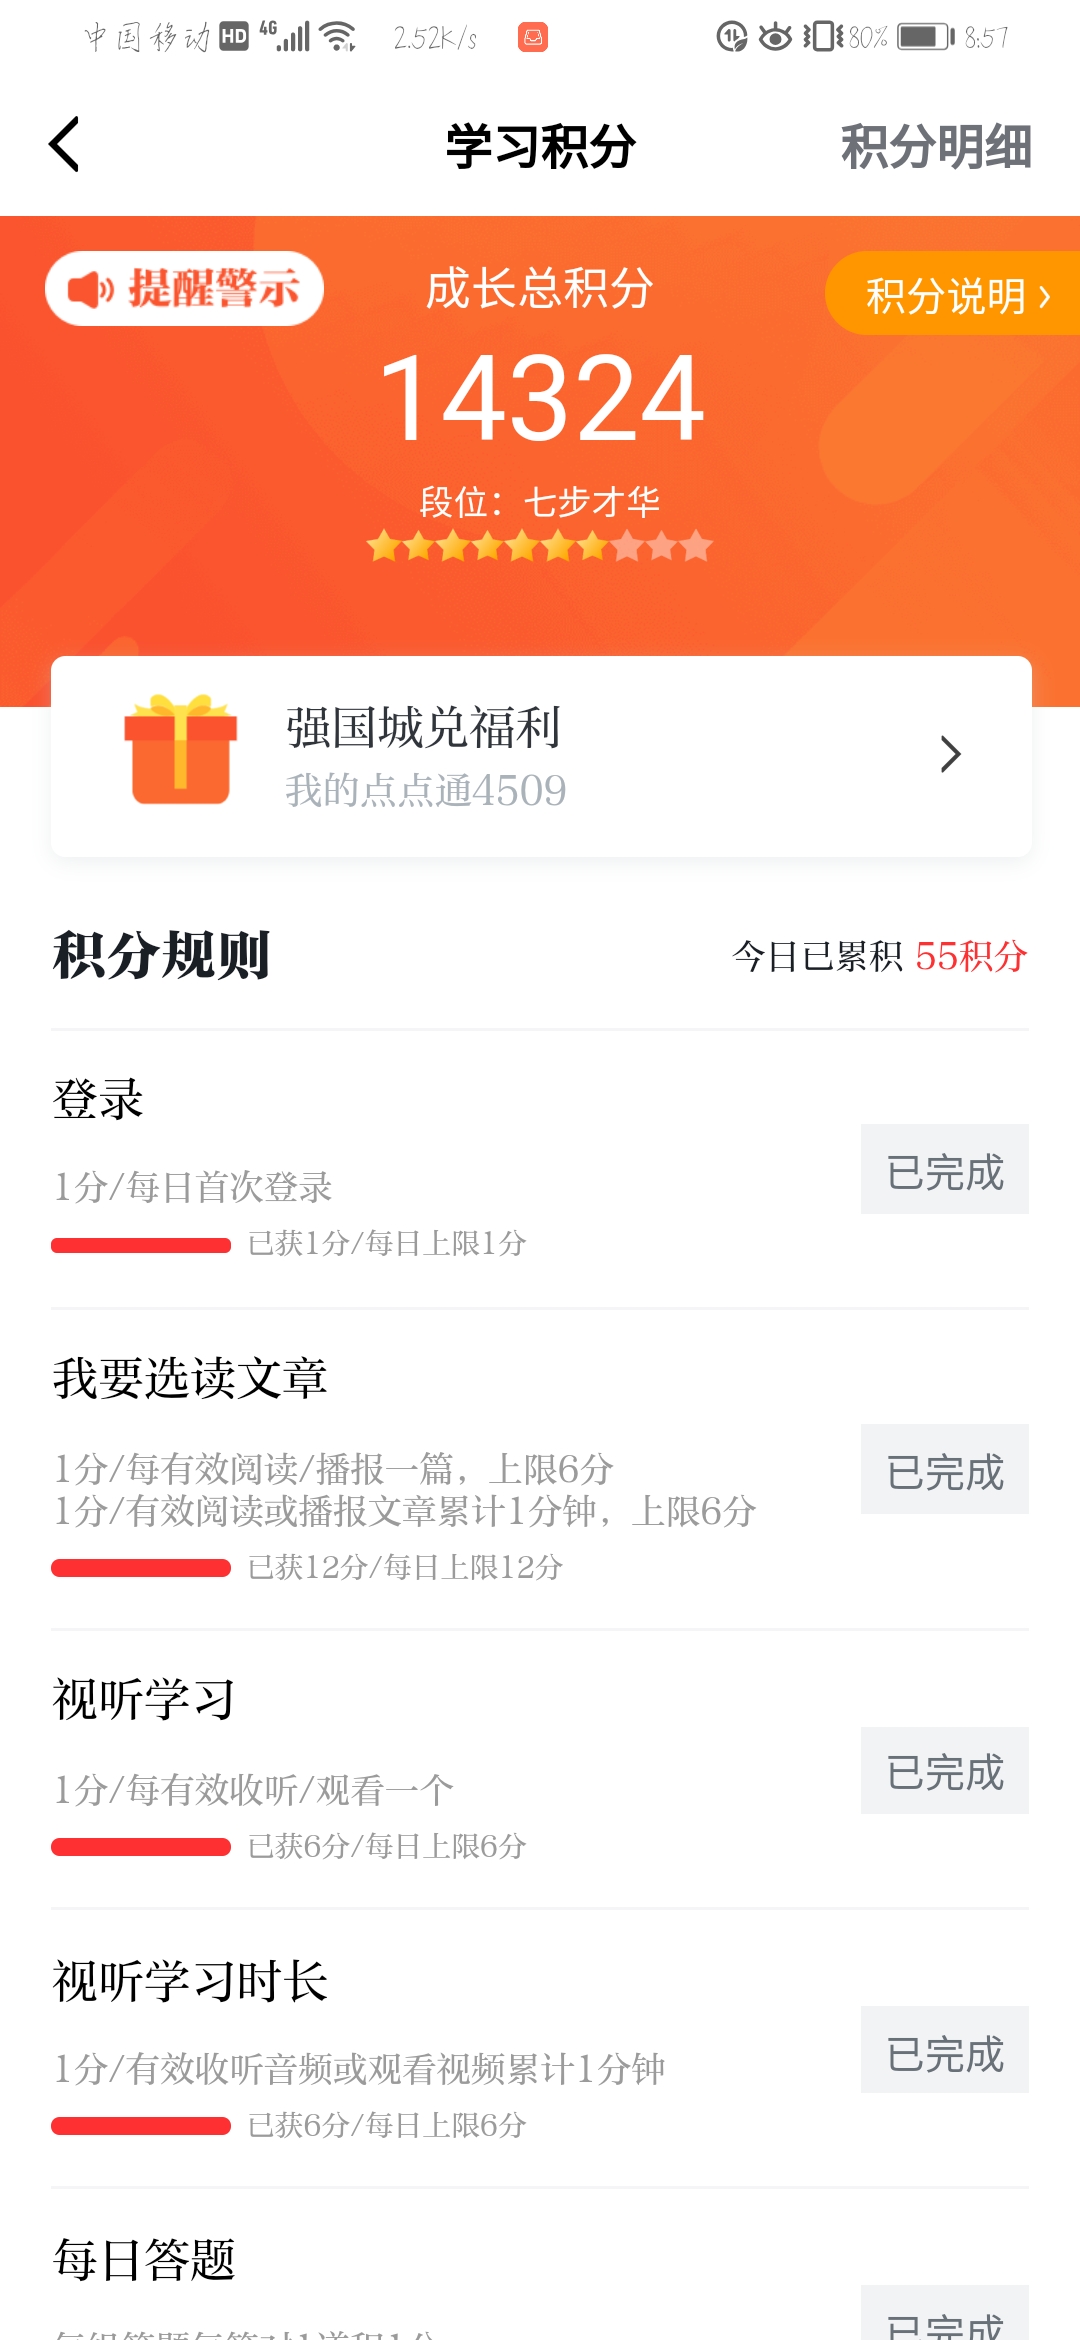 中国移动 HD 4G 2.52K/s 80% 8:57
学习积分 积分明细
提醒警示 成长总积分 积分说明
14324
段位：七步才华
强国城兑福利
我的点点通4509
积分规则 今日已累积 55积分
登录
1分/每日首次登录
已完成
已获1分/每日上限1分
我要选读文章
1分/每有效阅读/播报一篇，上限6分
已完成
1分/有效阅读或播报文章累计1分钟，上限6分
已获12分/每日上限12分
视听学习
1分/每有效收听/观看一个
已完成
已获6分/每日上限6分
视听学习时长
1分/有效收听音频或观看视频累计1分钟
已完成
已获6分/每日上限6分
每日答题
已完成